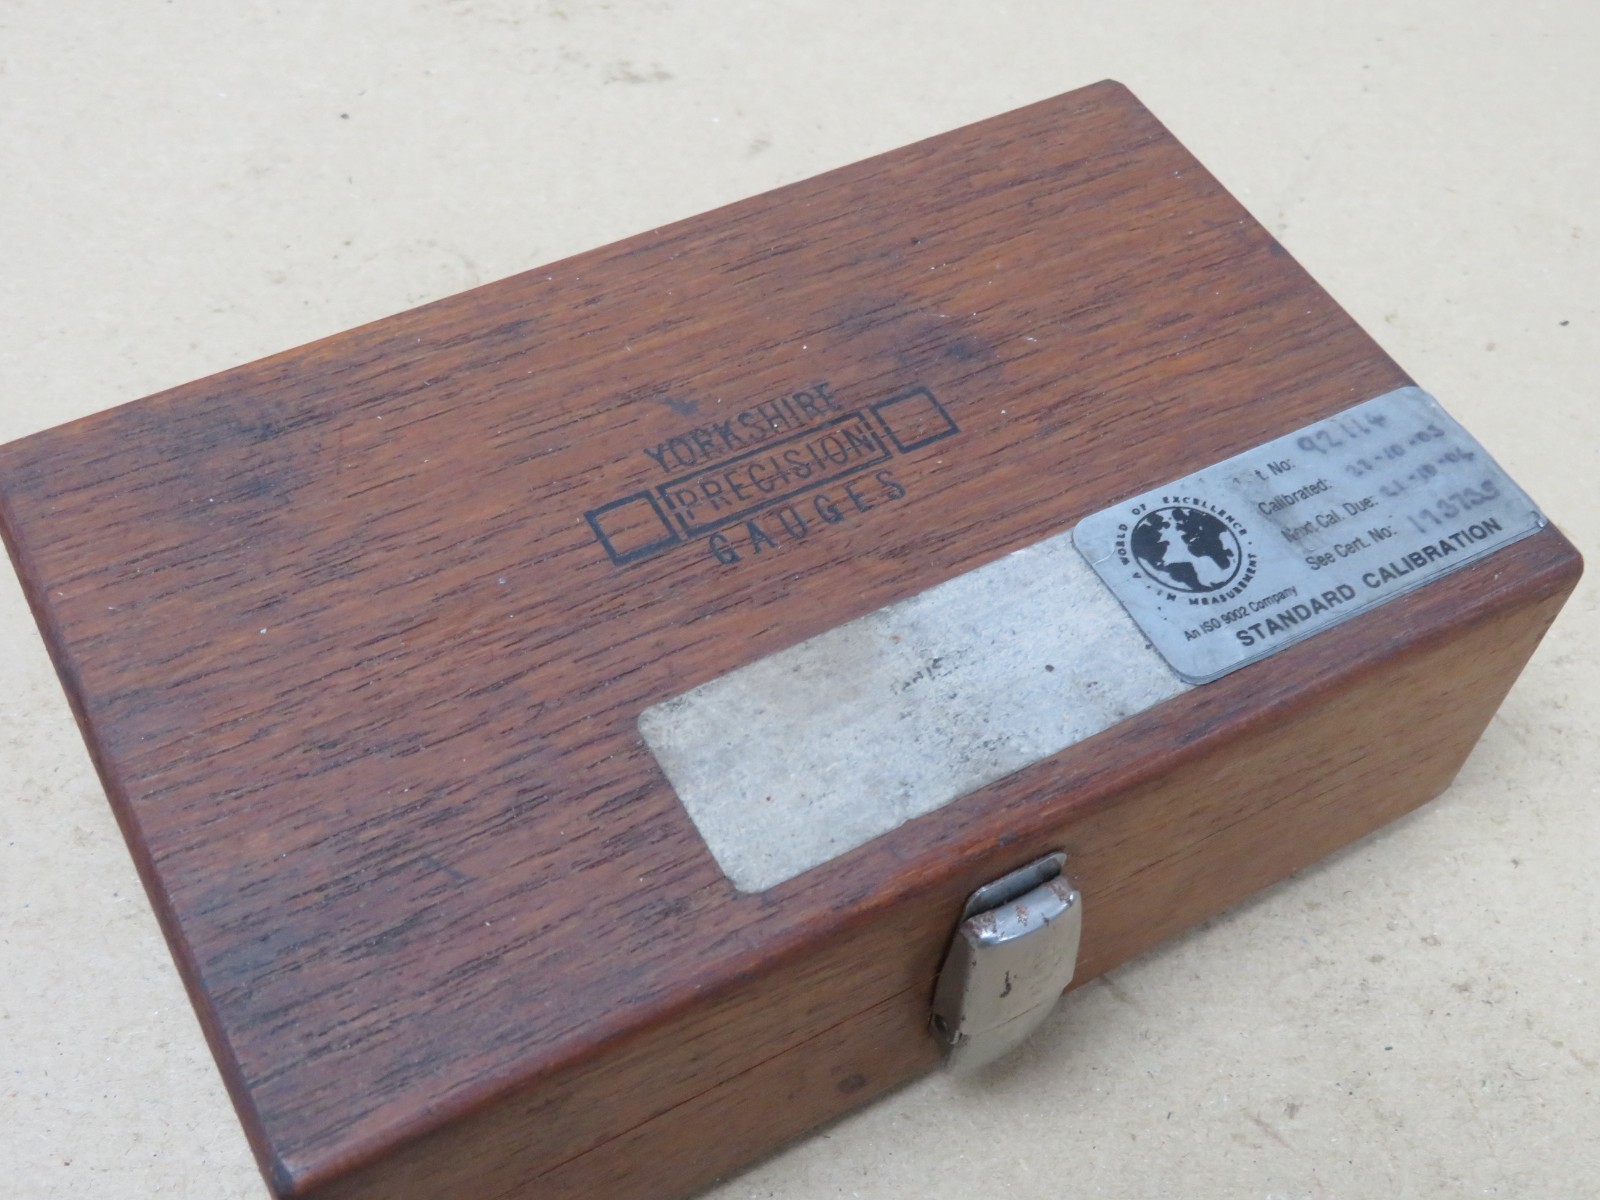 YORKSHIRE
PRECISION
GAUGES
A WORLD OF EXCELLENCE
IN MEASUREMENT
An ISO 9002 Company
t. No: 92114
Calibrated:
Next Cal. Due:
See Cert. No:
STANDARD CALIBRATION